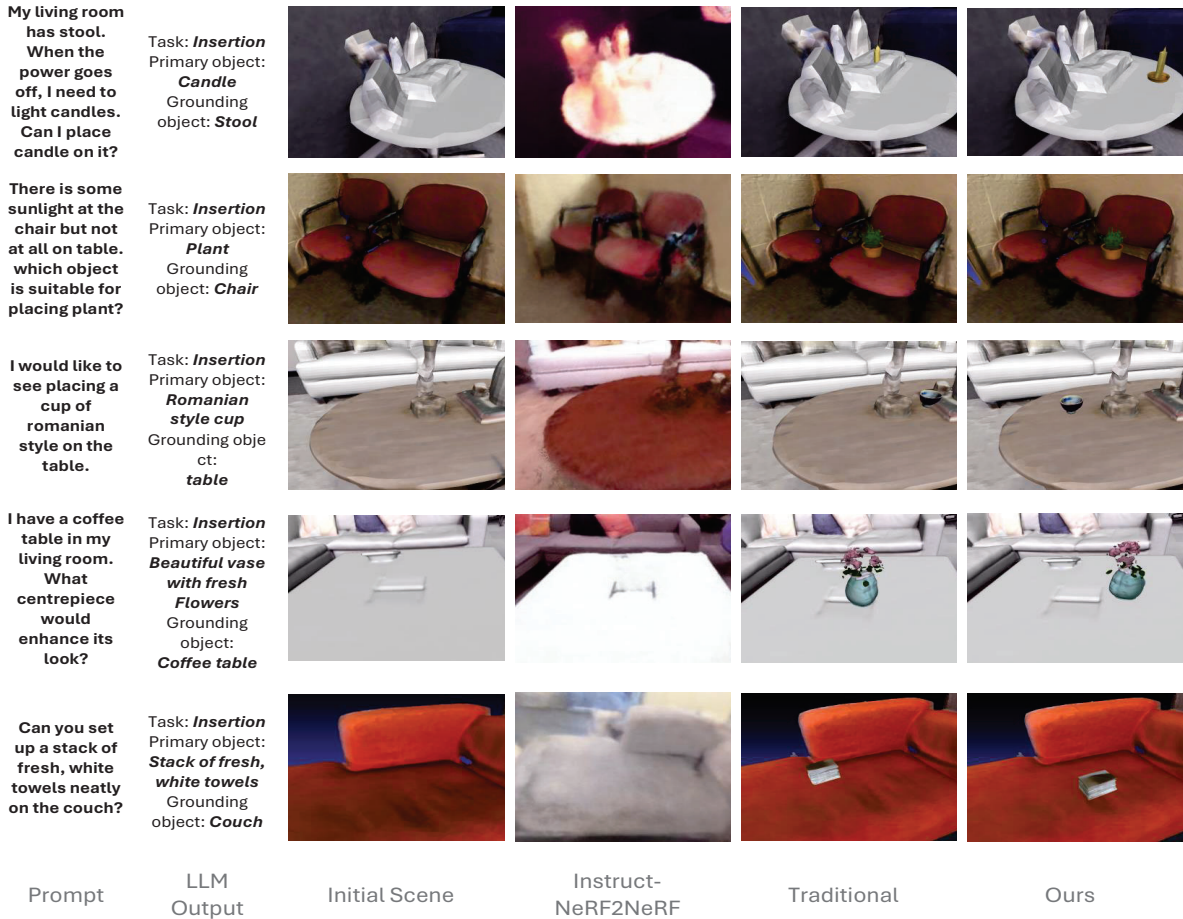 My living room
has stool.
When the
power goes
off, I need to
light candles.
Can I place
candle on it?
Task: Insertion
Primary object:
Candle
Grounding
object: Stool
There is some
sunlight at the
chair but not
at all on table.
which object
is suitable for
placing plant?
Task: Insertion
Primary object:
Plant
Grounding
object: Chair
I would like to
see placing a
cup of
romanian
style on the
table.
Task: Insertion
Primary object:
Romanian
style cup
Grounding obje
ct:
table
I have a coffee
table in my
living room.
What
centrepiece
would
enhance its
look?
Task: Insertion
Primary object:
Beautiful vase
with fresh
Flowers
Grounding
object:
Coffee table
Can you set
up a stack of
fresh, white
towels neatly
on the couch?
Task: Insertion
Primary object:
Stack of fresh,
white towels
Grounding
object: Couch
Prompt
LLM
Output
Initial Scene
Instruct-
NeRF2NeRF
Traditional
Ours